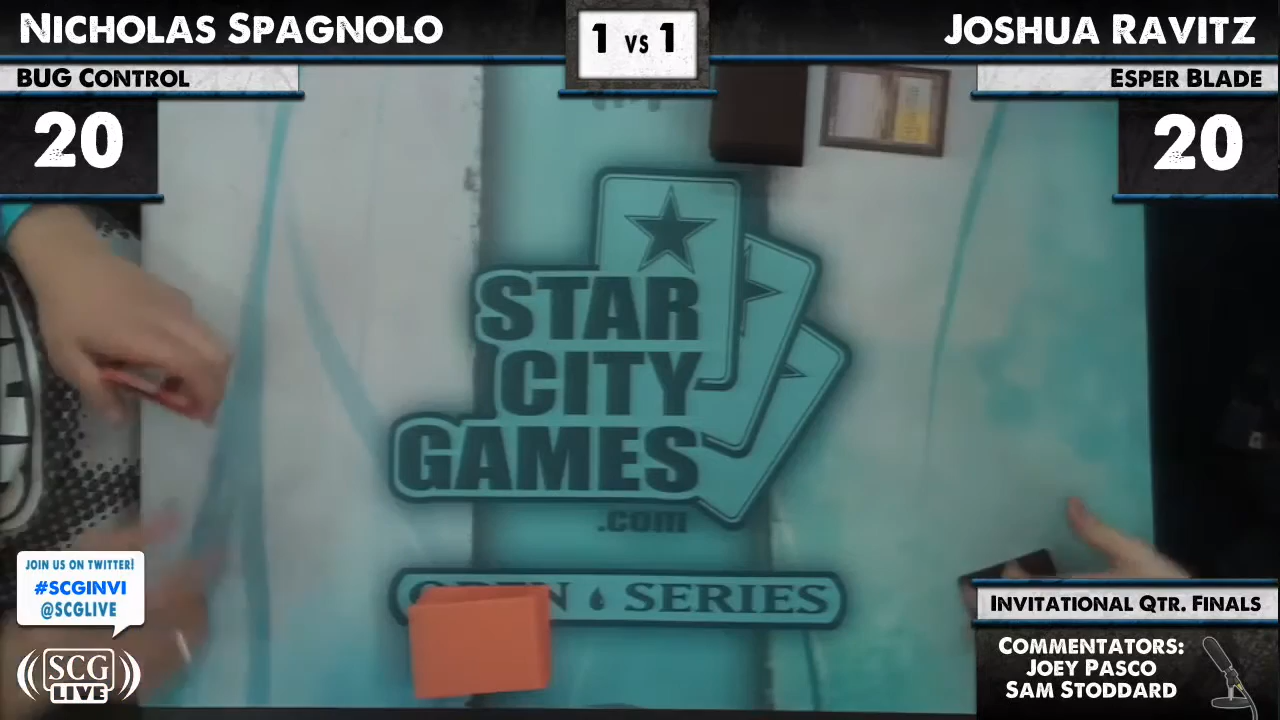 NICHOLAS SPAGNOLO
1 VS 1
JOSHUA RAVITZ
BUG CONTROL
ESPER BLADE
20
20
STAR
CITY
GAMES
.com
SERIES
JOIN US ON TWITTER!
#SCGINVI
@SCGLIVE
SCG
LIVE
INVITATIONAL QTR. FINALS
COMMENTATORS:
JOEY PASCO
SAM STODDARD